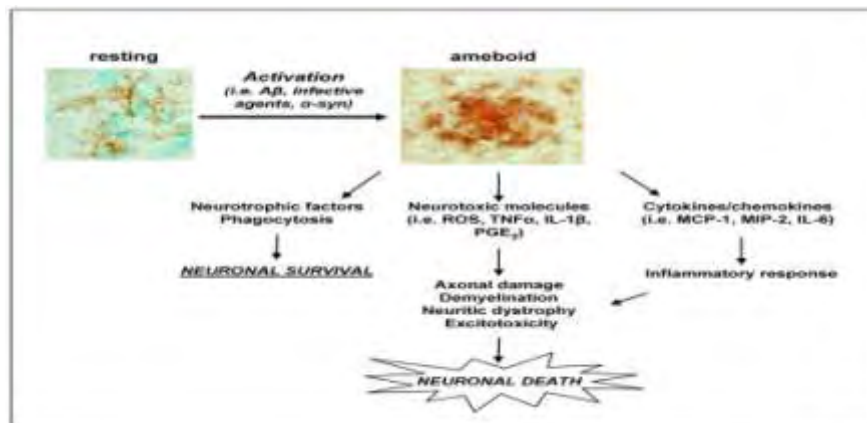 resting
ameboid
Activation
(i.e. Aβ, infective
agents, α-syn)
Neurotrophic factors
Phagocytosis
Neurotoxic molecules
(i.e. ROS, TNFα, IL-1β,
PGE₂)
Cytokines/chemokines
(i.e. MCP-1, MIP-2, IL-6)
NEURONAL SURVIVAL
Inflammatory response
Axonal damage
Demyelination
Neuritic dystrophy
Excitotoxicity
NEURONAL DEATH